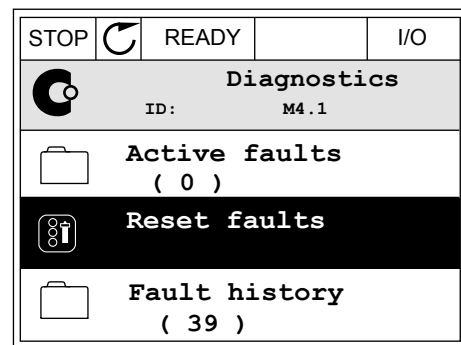 STOP READY I/O
Diagnostics
ID: M4.1
Active faults
( 0 )
Reset faults
Fault history
( 39 )